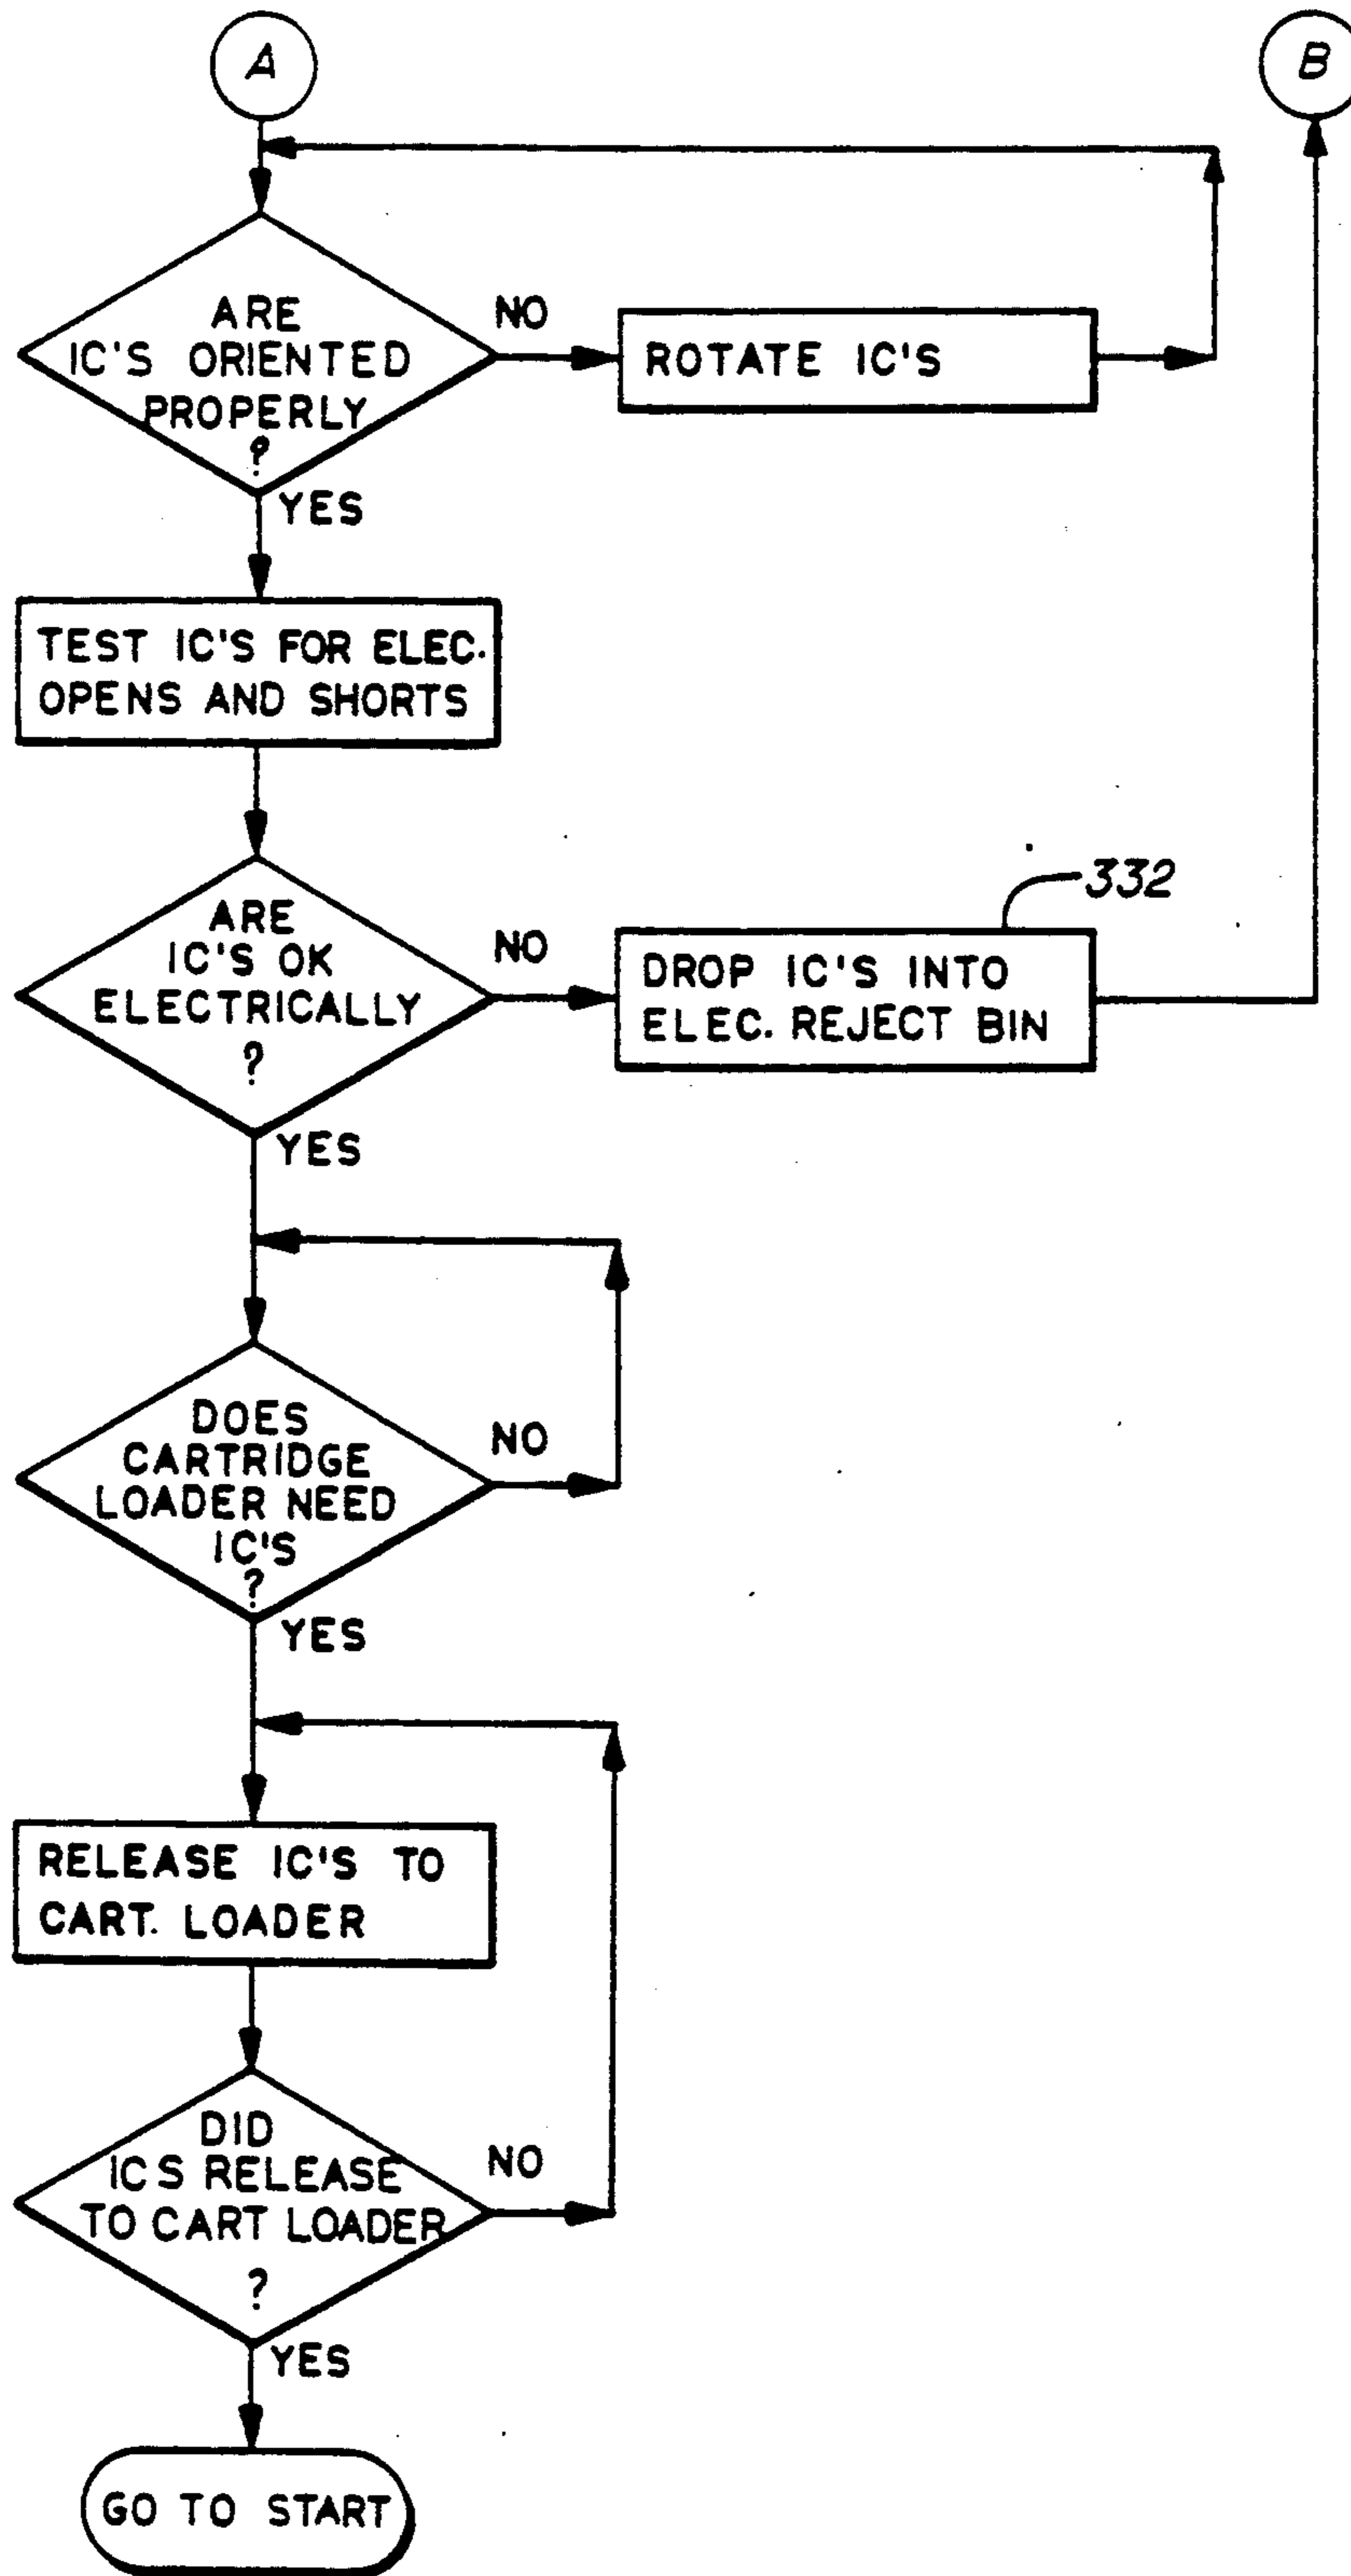 A
B
ARE
IC'S ORIENTED
PROPERLY
?
NO
ROTATE IC'S
YES
TEST IC'S FOR ELEC.
OPENS AND SHORTS
ARE
IC'S OK
ELECTRICALLY
?
NO
332
DROP IC'S INTO
ELEC. REJECT BIN
YES
DOES
CARTRIDGE
LOADER NEED
IC'S
?
NO
YES
RELEASE IC'S TO
CART. LOADER
DID
ICS RELEASE
TO CART LOADER
?
NO
YES
GO TO START